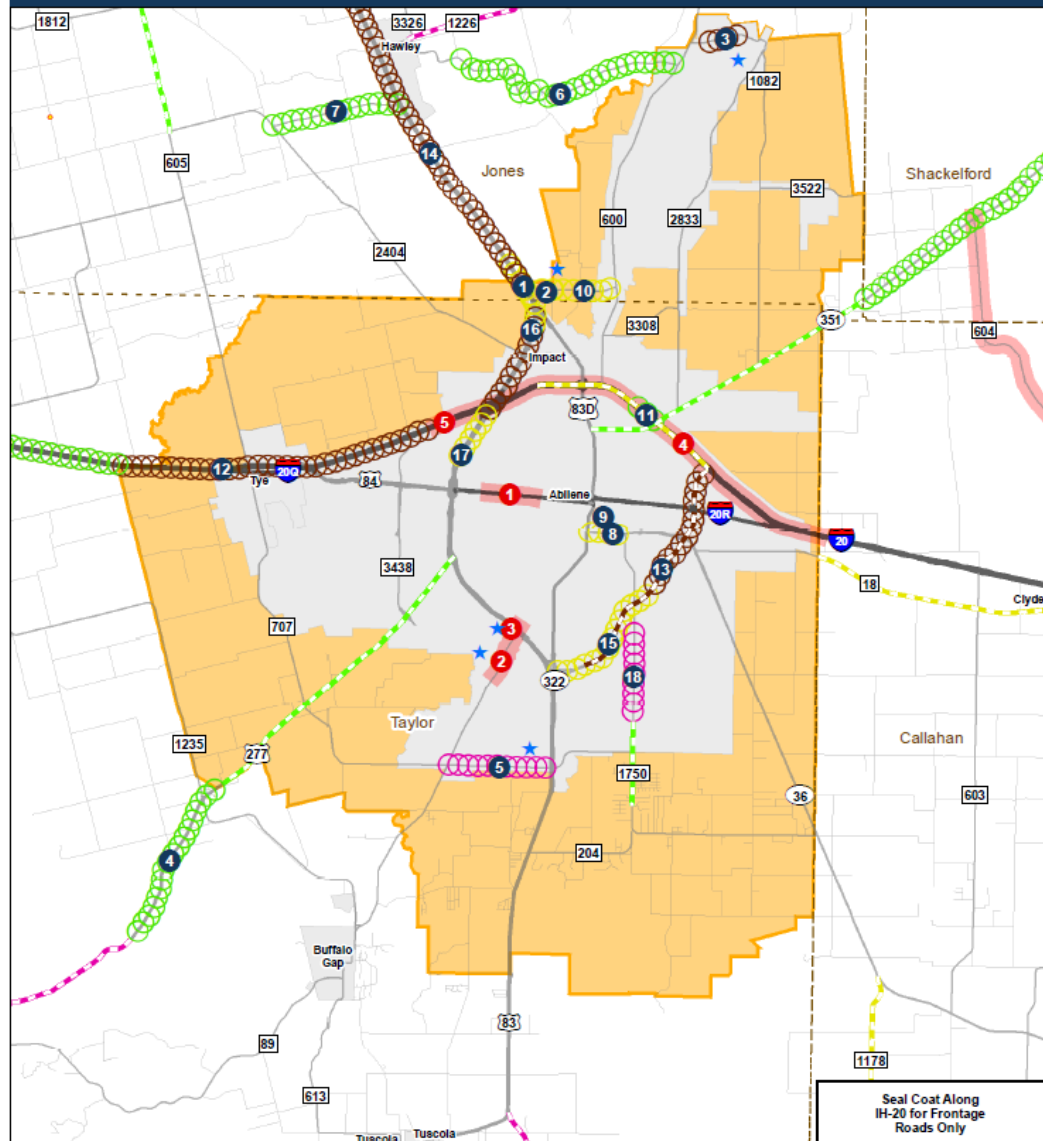 1812
3326
1226
Hawley
3
1082
6
7
14
605
Jones
Shackelford
3522
600
2833
2404
1
2
10
351
3308
604
16
Impact
83D
11
5
4
17
12
20Q
Tye
84
1
Abilene
20R
9
8
20
13
3438
18
Clyde
707
3
15
2
322
18
Taylor
1235
277
5
1750
Callahan
36
603
4
204
Buffalo
Gap
83
89
1178
613
Seal Coat Along
IH-20 for Frontage
Roads Only
Tuscola
Tuscola